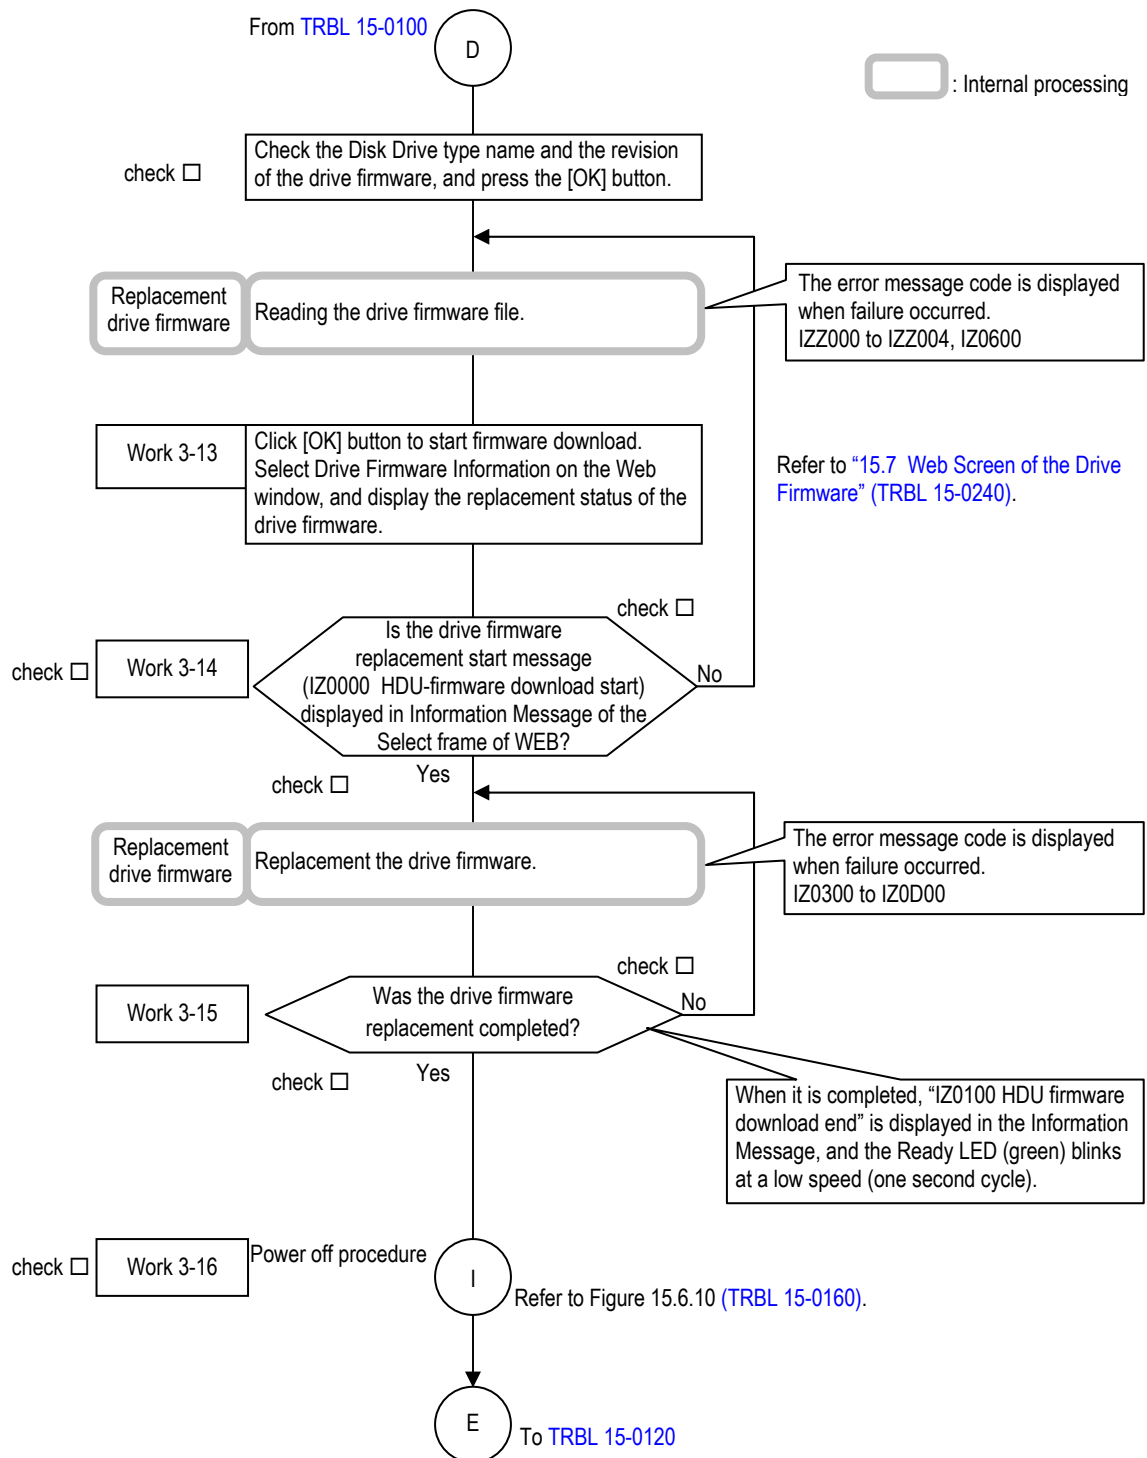 From TRBL 15-0100
D
: Internal processing
check ☐
Check the Disk Drive type name and the revision
of the drive firmware, and press the [OK] button.
Replacement
drive firmware
Reading the drive firmware file.
The error message code is displayed
when failure occurred.
IZZ000 to IZZ004, IZ0600
Work 3-13
Click [OK] button to start firmware download.
Select Drive Firmware Information on the Web
window, and display the replacement status of the
drive firmware.
Refer to “15.7 Web Screen of the Drive
Firmware” (TRBL 15-0240).
check ☐
check ☐
Work 3-14
Is the drive firmware
replacement start message
(IZ0000 HDU-firmware download start)
displayed in Information Message of the
Select frame of WEB?
No
check ☐
Yes
Replacement
drive firmware
Replacement the drive firmware.
The error message code is displayed
when failure occurred.
IZ0300 to IZ0D00
check ☐
Work 3-15
Was the drive firmware
replacement completed?
No
check ☐
Yes
When it is completed, “IZ0100 HDU firmware
download end” is displayed in the Information
Message, and the Ready LED (green) blinks
at a low speed (one second cycle).
check ☐
Work 3-16
Power off procedure
I
Refer to Figure 15.6.10 (TRBL 15-0160).
E
To TRBL 15-0120